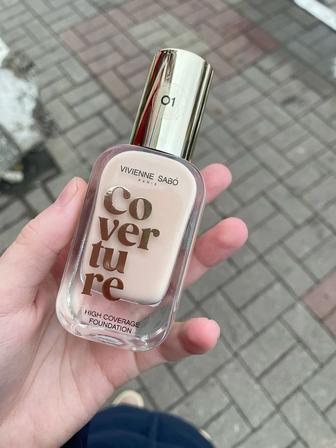 01
VIVIENNE SABÓ
PARIS
Co
ver
tu
re
HIGH COVERAGE
FOUNDATION